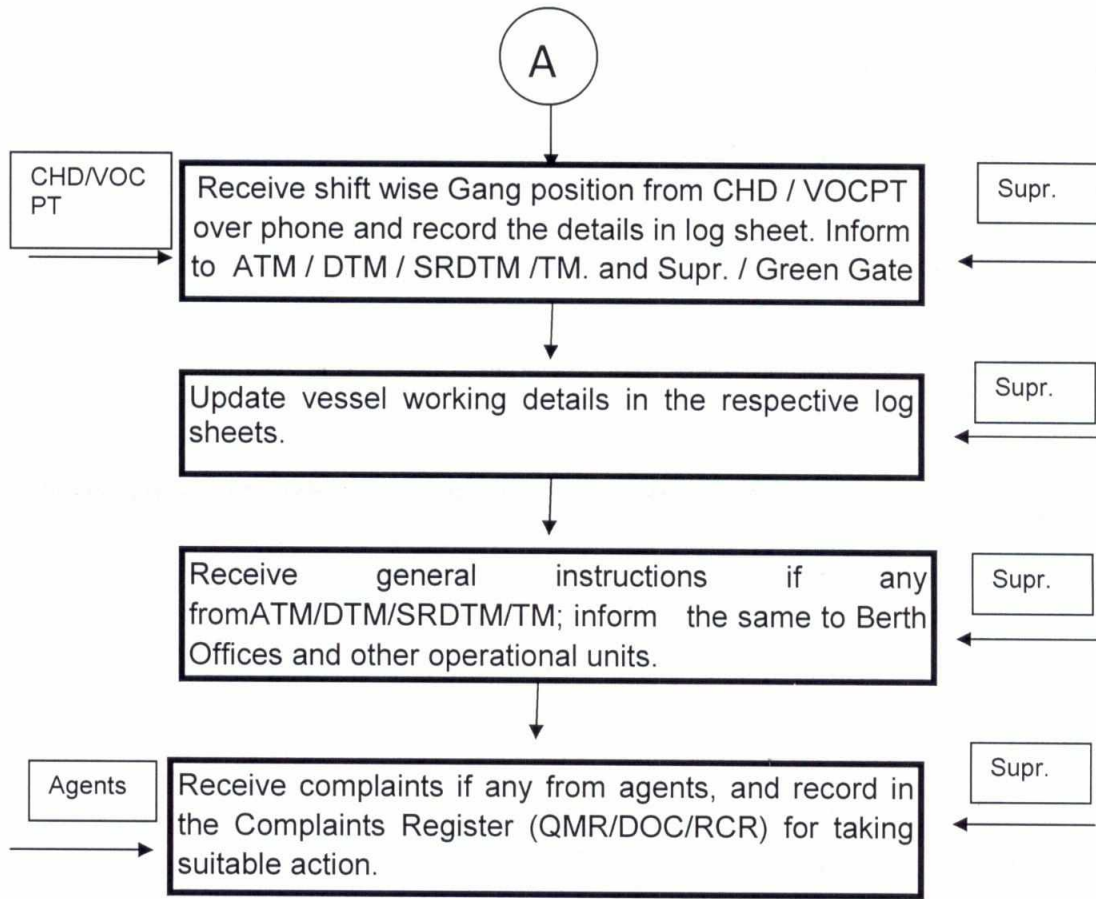 A
CHD/VOC
PT
Receive shift wise Gang position from CHD / VOCPT
over phone and record the details in log sheet. Inform
to ATM / DTM / SRDTM /TM. and Supr. / Green Gate
Supr.
Update vessel working details in the respective log
sheets.
Supr.
Receive general instructions if any
fromATM/DTM/SRDTM/TM; inform the same to Berth
Offices and other operational units.
Supr.
Agents
Receive complaints if any from agents, and record in
the Complaints Register (QMR/DOC/RCR) for taking
suitable action.
Supr.